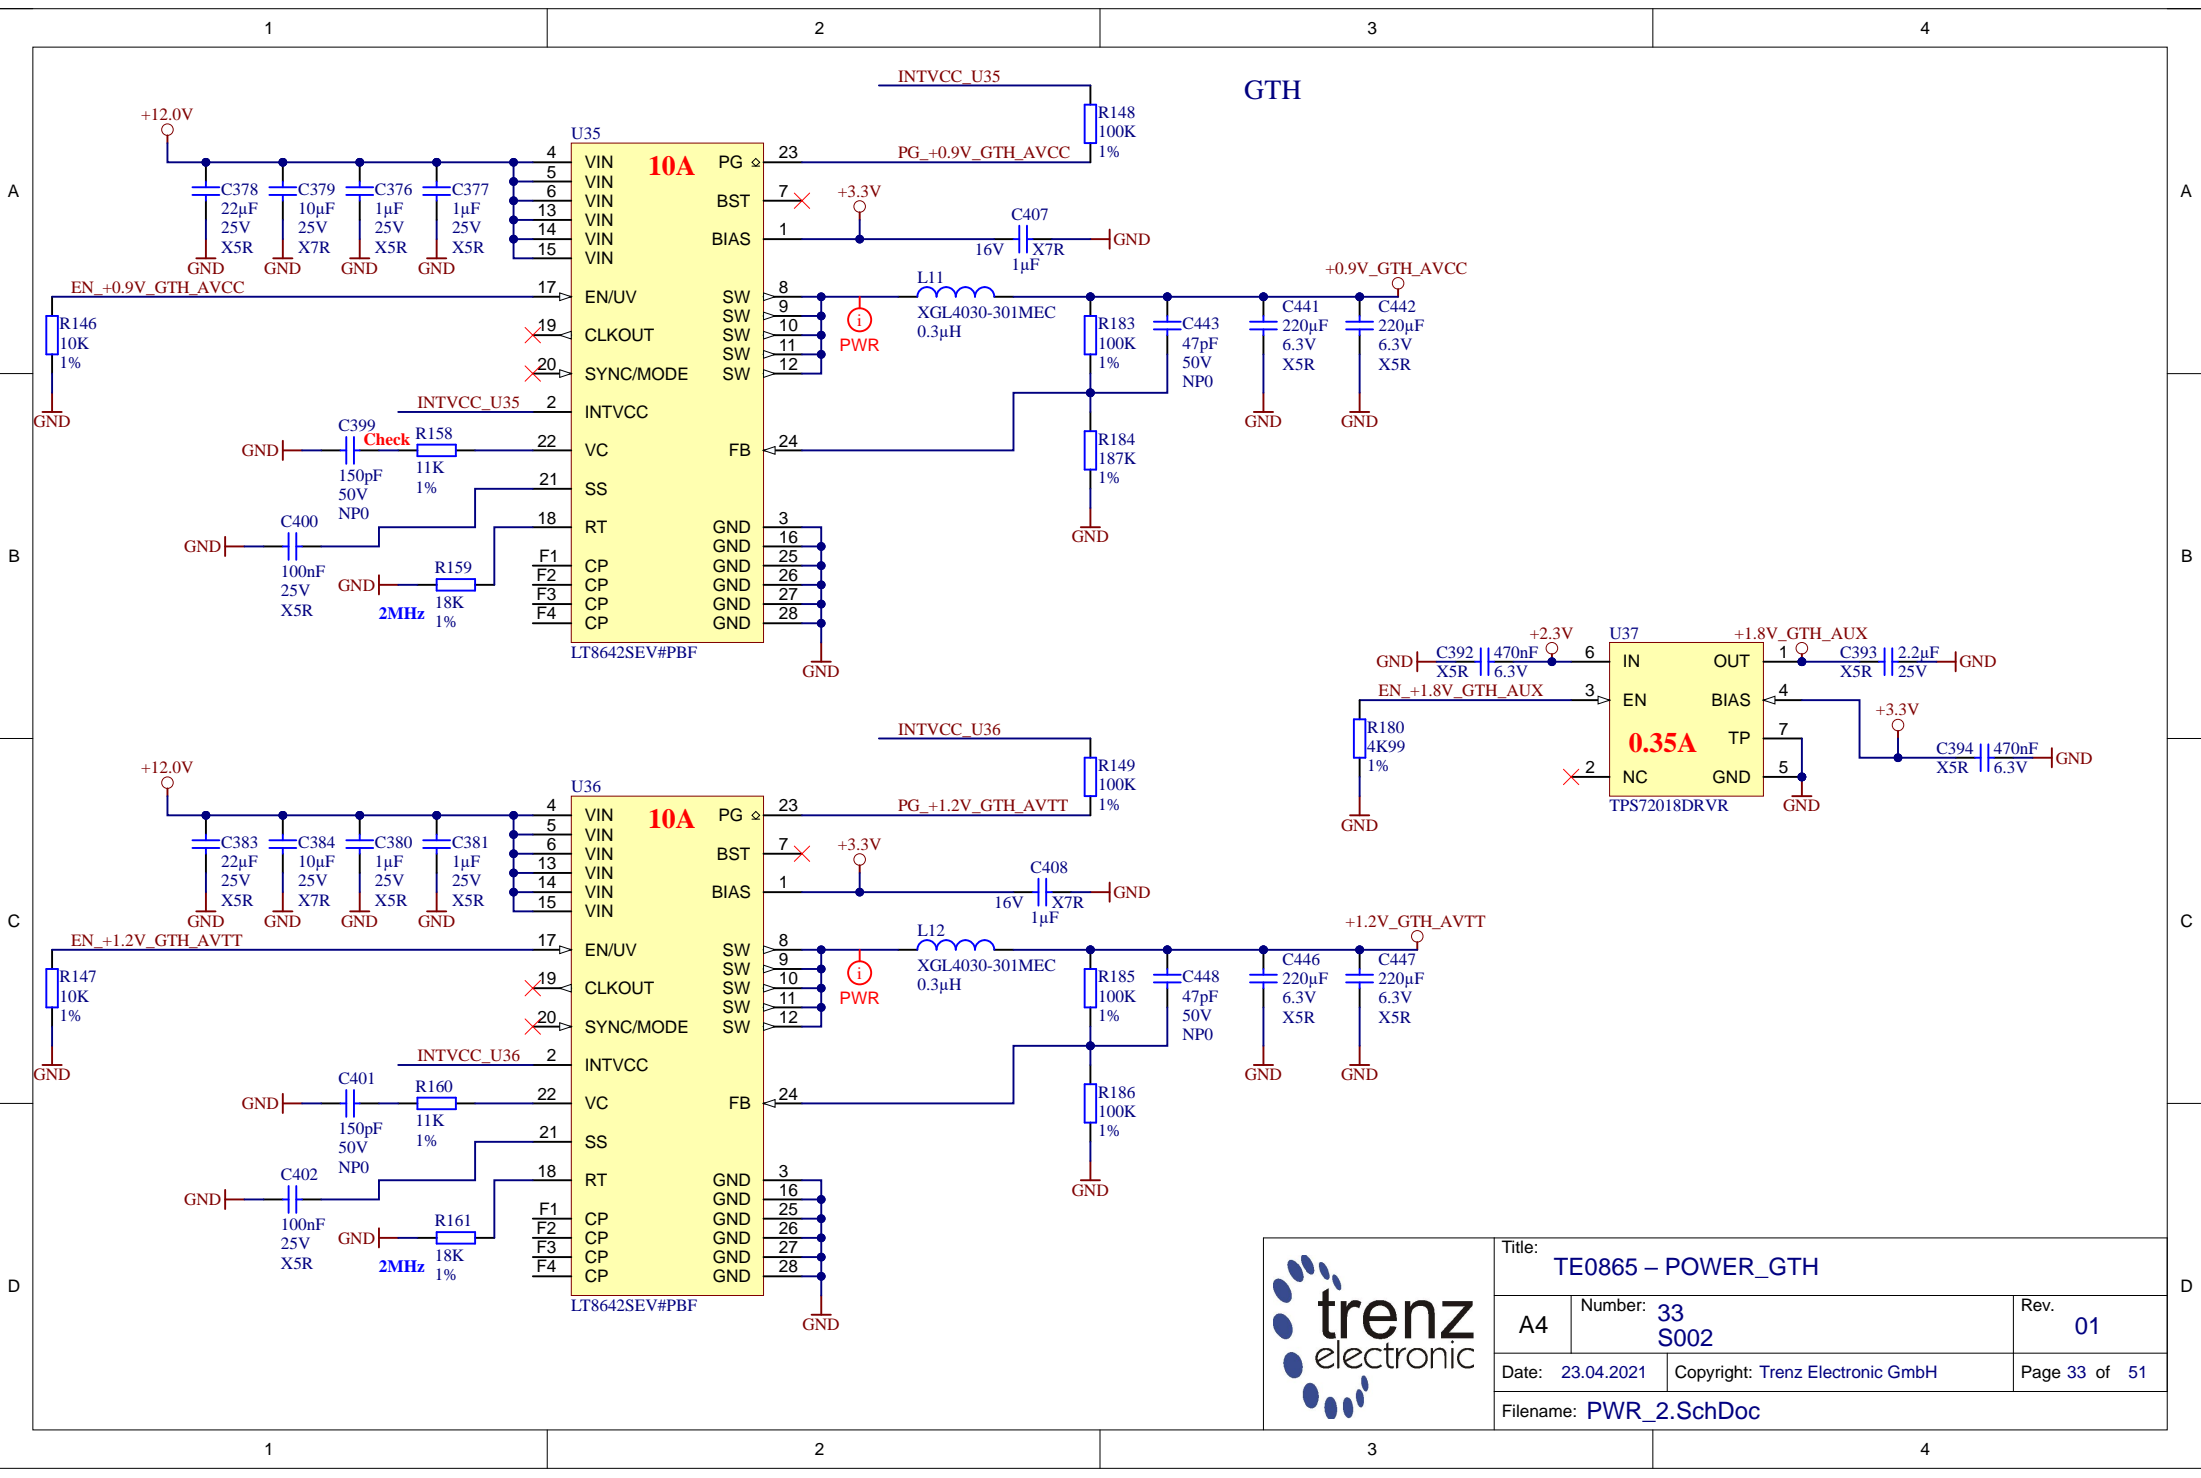 1 2 3 4
A A
B B
C C
D D
1 2 3 4
GTH
INTVCC_U35
R148
100K
1%
PG_+0.9V_GTH_AVCC
+12.0V
C378
22µF
25V
X5R
GND
C379
10µF
25V
X7R
GND
C376
1µF
25V
X5R
GND
C377
1µF
25V
X5R
GND
EN_+0.9V_GTH_AVCC
R146
10K
1%
GND
U35
10A
4 VIN
5 VIN
6 VIN
13 VIN
14 VIN
15 VIN
17 EN/UV
19 CLKOUT
20 SYNC/MODE
2 INTVCC
22 VC
21 SS
18 RT
F1 CP
F2 CP
F3 CP
F4 CP
PG 23
BST 7
BIAS 1
SW 8
SW 9
SW 10
SW 11
SW 12
FB 24
GND 3
GND 16
GND 25
GND 26
GND 27
GND 28
LT8642SEV#PBF
GND
+3.3V
C407
16V X7R
1µF
GND
PWR
i
L11
XGL4030-301MEC
0.3µH
+0.9V_GTH_AVCC
R183
100K
1%
C443
47pF
50V
NP0
C441
220µF
6.3V
X5R
GND
C442
220µF
6.3V
X5R
GND
R184
187K
1%
GND
INTVCC_U35
C399
Check
R158
GND
150pF
50V
NP0
11K
1%
C400
GND
100nF
25V
X5R
R159
GND
2MHz
18K
1%
+2.3V
U37
+1.8V_GTH_AUX
GND
C392
X5R
470nF
6.3V
6 IN
OUT 1
C393
X5R
2.2µF
25V
GND
EN_+1.8V_GTH_AUX
3 EN
BIAS 4
R180
4K99
1%
GND
0.35A
TP 7
2 NC
GND 5
TPS72018DRVR
GND
+3.3V
C394
X5R
470nF
6.3V
GND
INTVCC_U36
R149
100K
1%
PG_+1.2V_GTH_AVTT
+12.0V
C383
22µF
25V
X5R
GND
C384
10µF
25V
X7R
GND
C380
1µF
25V
X5R
GND
C381
1µF
25V
X5R
GND
EN_+1.2V_GTH_AVTT
R147
10K
1%
GND
U36
10A
4 VIN
5 VIN
6 VIN
13 VIN
14 VIN
15 VIN
17 EN/UV
19 CLKOUT
20 SYNC/MODE
2 INTVCC
22 VC
21 SS
18 RT
F1 CP
F2 CP
F3 CP
F4 CP
PG 23
BST 7
BIAS 1
SW 8
SW 9
SW 10
SW 11
SW 12
FB 24
GND 3
GND 16
GND 25
GND 26
GND 27
GND 28
LT8642SEV#PBF
GND
+3.3V
C408
16V X7R
1µF
GND
PWR
i
L12
XGL4030-301MEC
0.3µH
+1.2V_GTH_AVTT
R185
100K
1%
C448
47pF
50V
NP0
C446
220µF
6.3V
X5R
GND
C447
220µF
6.3V
X5R
GND
R186
100K
1%
GND
INTVCC_U36
C401
R160
GND
150pF
50V
NP0
11K
1%
C402
GND
100nF
25V
X5R
R161
GND
2MHz
18K
1%
trenz
electronic
Title:
TE0865 – POWER_GTH
A4
Number: 33
S002
Rev.
01
Date: 23.04.2021
Copyright: Trenz Electronic GmbH
Page 33 of 51
Filename: PWR_2.SchDoc